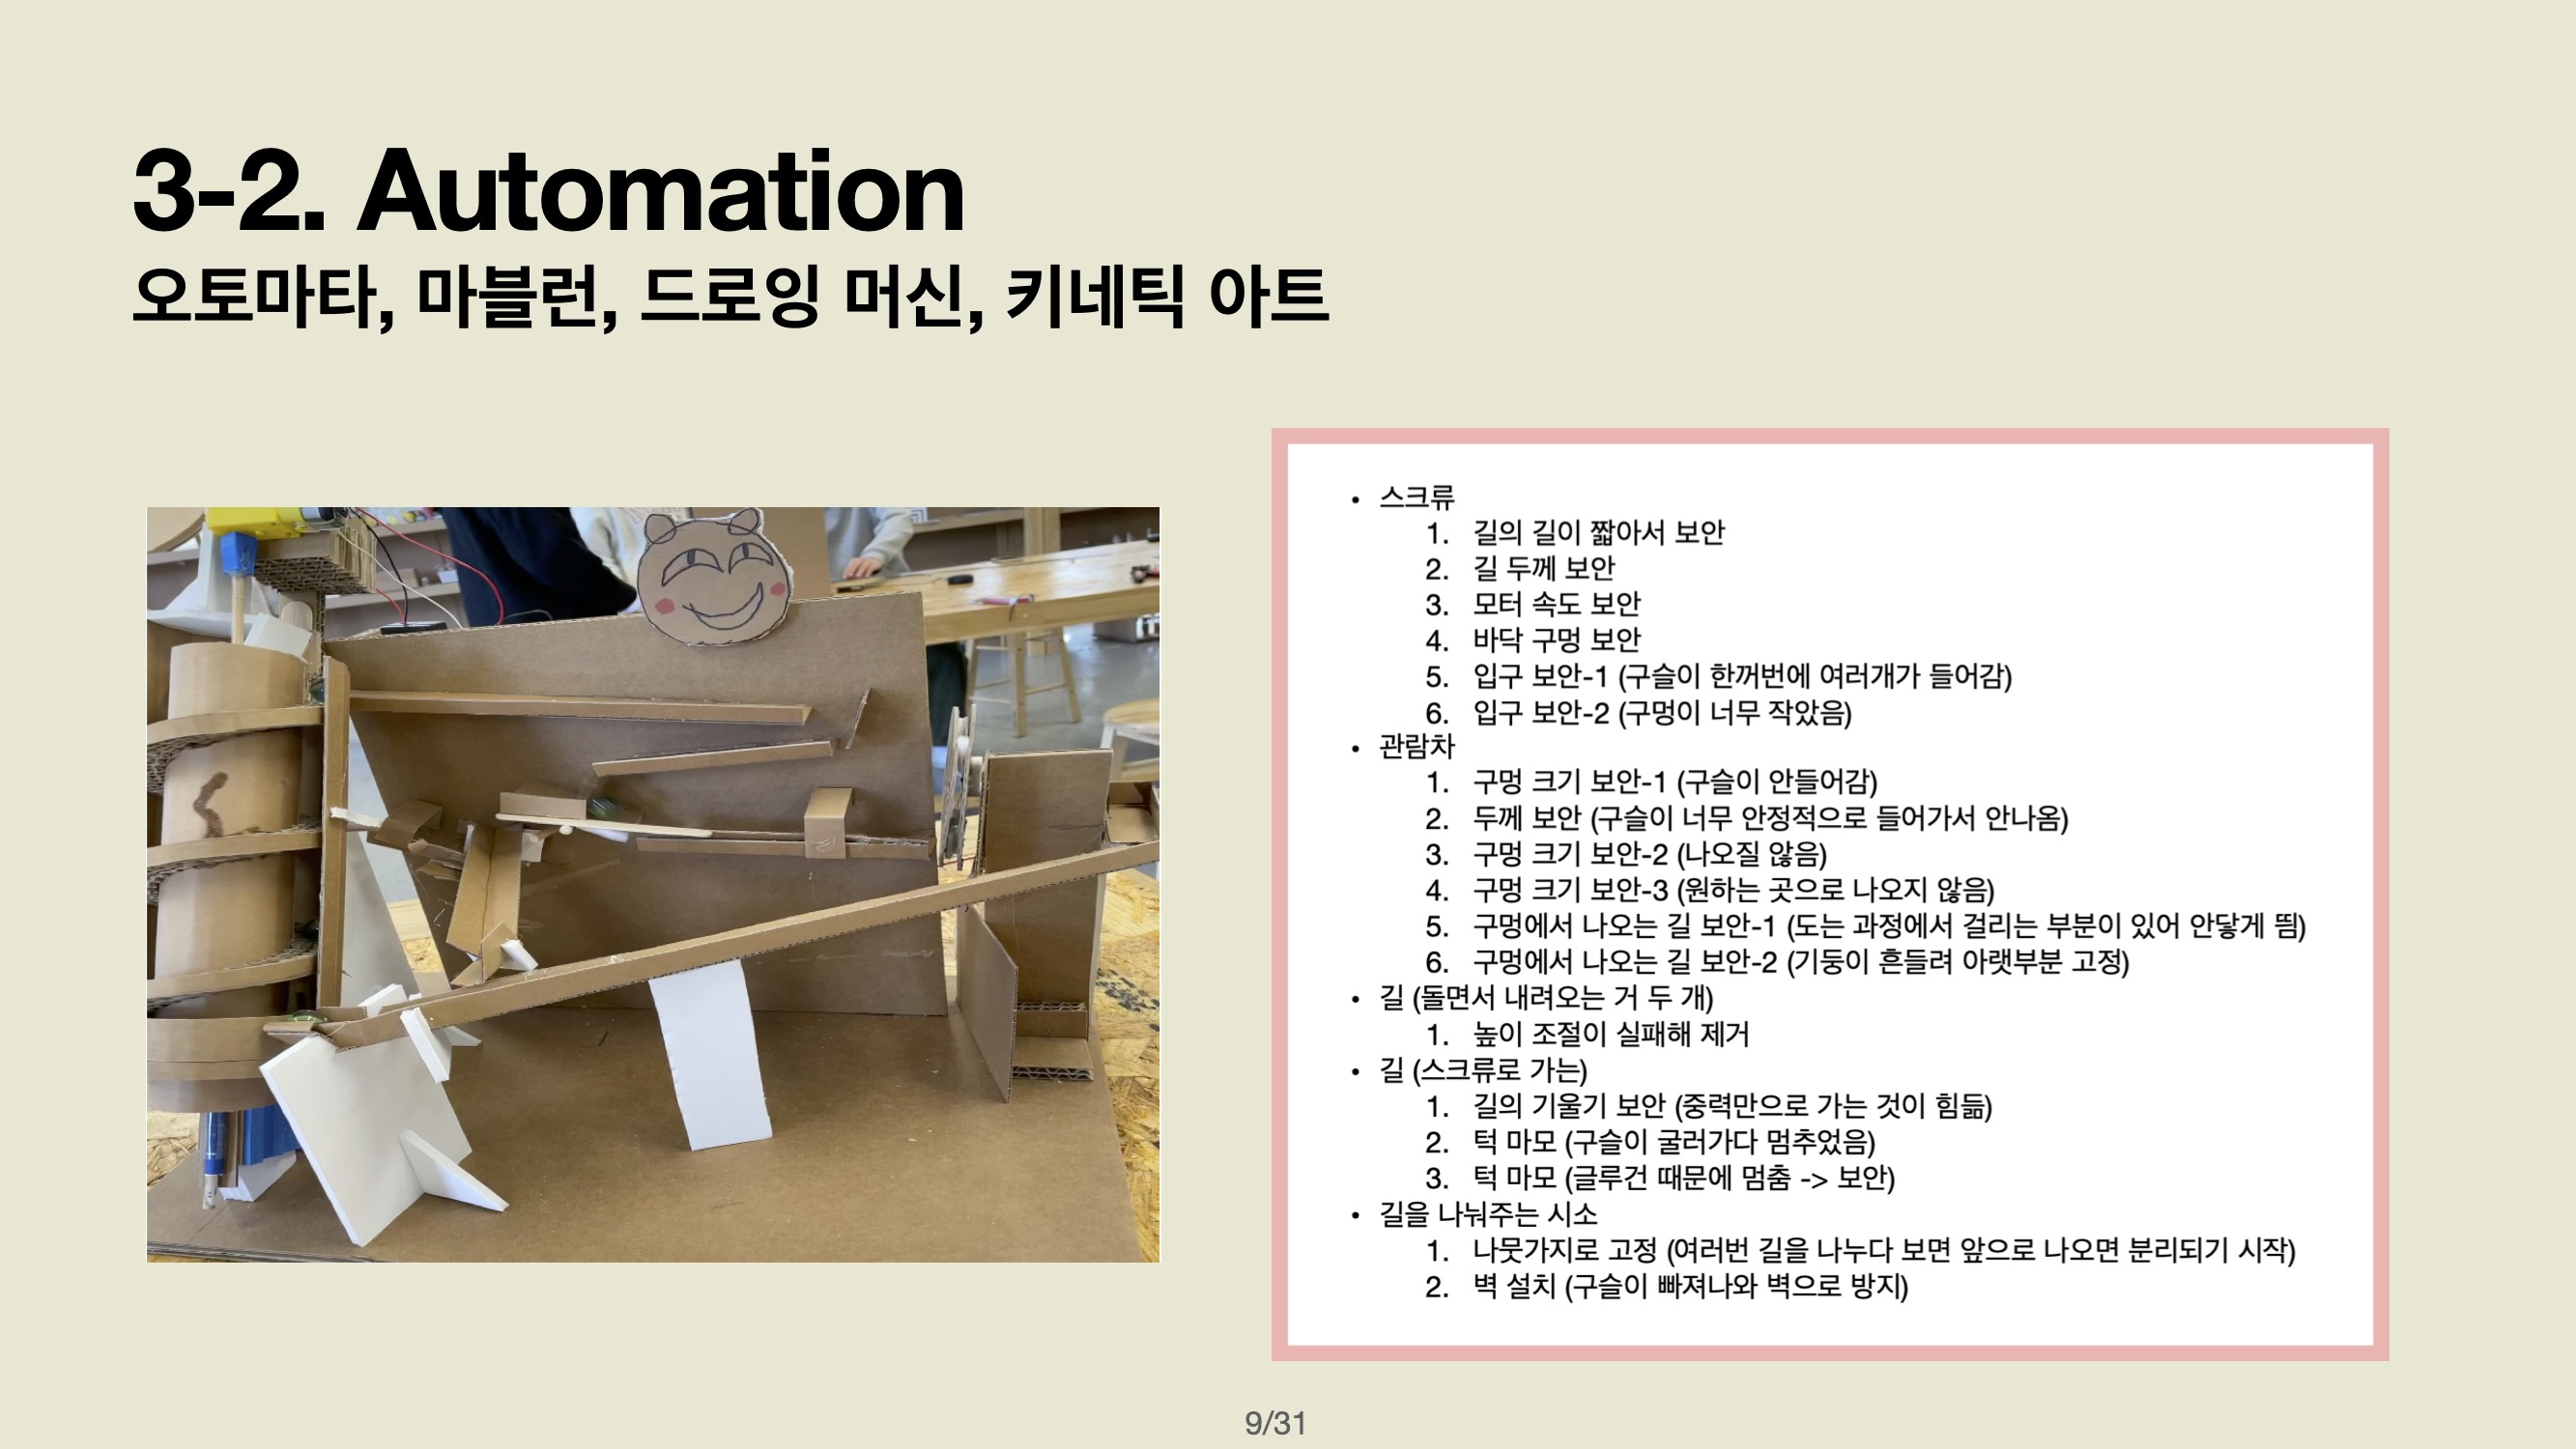 3-2. Automation
오토마타, 마블런, 드로잉 머신, 키네틱 아트
• 스크류
1. 길의 길이 짧아서 보안
2. 길 두께 보안
3. 모터 속도 보안
4. 바닥 구멍 보안
5. 입구 보안-1 (구슬이 한꺼번에 여러개가 들어감)
6. 입구 보안-2 (구멍이 너무 작았음)
• 관람차
1. 구멍 크기 보안-1 (구슬이 안들어감)
2. 두께 보안 (구슬이 너무 안정적으로 들어가서 안나옴)
3. 구멍 크기 보안-2 (나오질 않음)
4. 구멍 크기 보안-3 (원하는 곳으로 나오지 않음)
5. 구멍에서 나오는 길 보안-1 (도는 과정에서 걸리는 부분이 있어 안닿게 띔)
6. 구멍에서 나오는 길 보안-2 (기둥이 흔들려 아랫부분 고정)
• 길 (돌면서 내려오는 거 두 개)
1. 높이 조절이 실패해 제거
• 길 (스크류로 가는)
1. 길의 기울기 보안 (중력만으로 가는 것이 힘듦)
2. 턱 마모 (구슬이 굴러가다 멈추었음)
3. 턱 마모 (글루건 때문에 멈춤 -> 보안)
• 길을 나눠주는 시소
1. 나뭇가지로 고정 (여러번 길을 나누다 보면 앞으로 나오면 분리되기 시작)
2. 벽 설치 (구슬이 빠져나와 벽으로 방지)
9/31